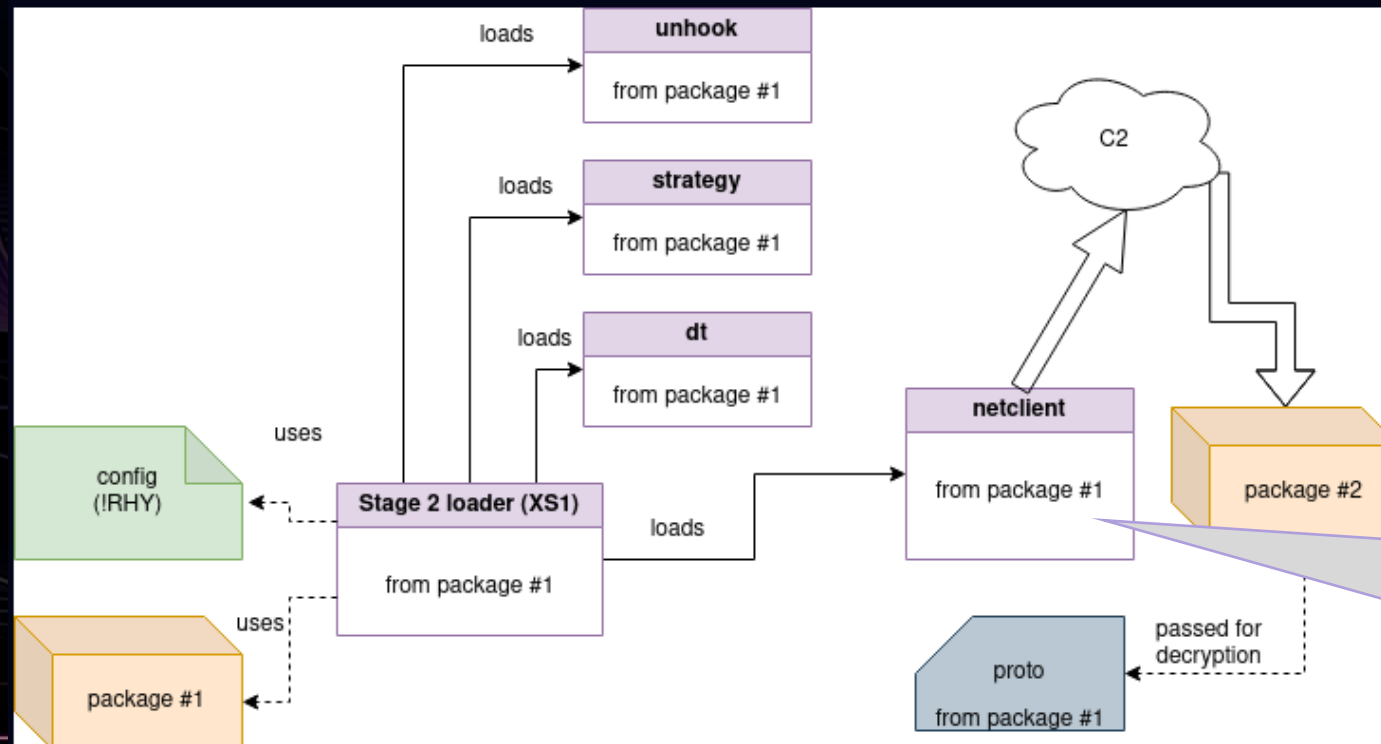 loads
unhook
from package #1
loads
strategy
from package #1
loads
dt
from package #1
C2
uses
config
(!RHY)
Stage 2 loader (XS1)
from package #1
uses
package #1
loads
netclient
from package #1
package #2
passed for
decryption
proto
from package #1